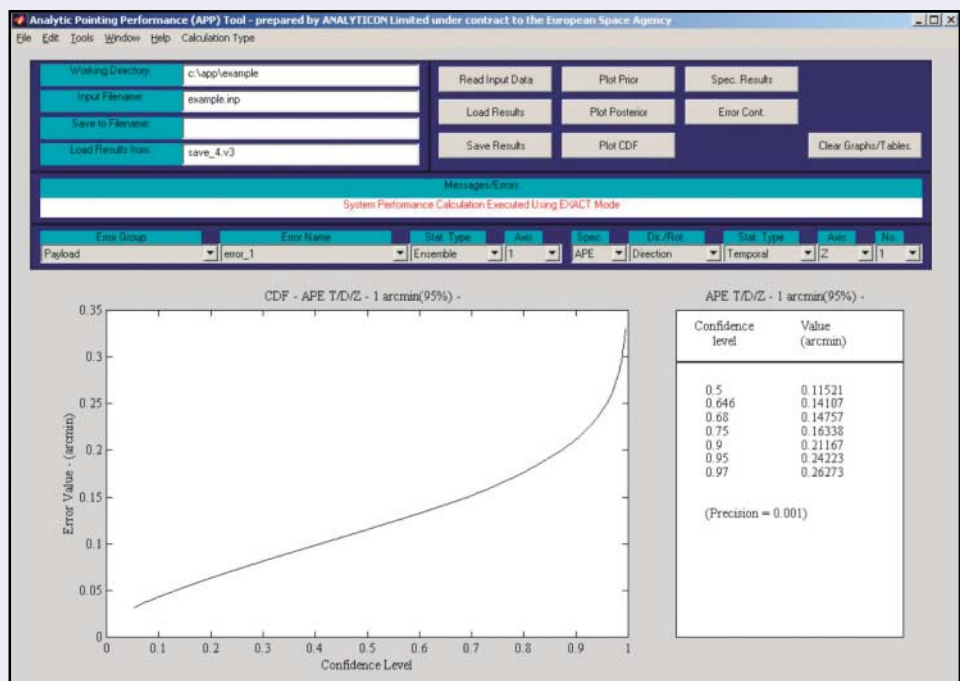 Analytic Pointing Performance (APP) Tool - prepared by ANALYTICON Limited under contract to the European Space Agency
File Edit Tools Window Help Calculation Type
Working Directory: c:\app\example
Input Filename: example.inp
Save to Filename:
Load Results from: save_4.v3
Read Input Data Plot Prior Spec. Results
Load Results Plot Posterior Error Cont.
Save Results Plot CDF Clear Graphs/Tables.
Messages/Errors
System Performance Calculation Executed Using EXACT Mode
Error Group Error Name Stat. Type Axis Spec. Dir./Rot. Stat. Type Axis No.
Payload error_1 Ensemble 1 APE Direction Temporal Z 1
CDF - APE T/D/Z - 1 arcmin(95%) -
0.35
0.3
0.25
0.2
0.15
0.1
0.05
0
Error Value - (arcmin)
0 0.1 0.2 0.3 0.4 0.5 0.6 0.7 0.8 0.9 1
Confidence Level
APE T/D/Z - 1 arcmin(95%) -
Confidence Value
level (arcmin)
0.5 0.11521
0.646 0.14107
0.68 0.14757
0.75 0.16338
0.9 0.21167
0.95 0.24223
0.97 0.26273
(Precision = 0.001)